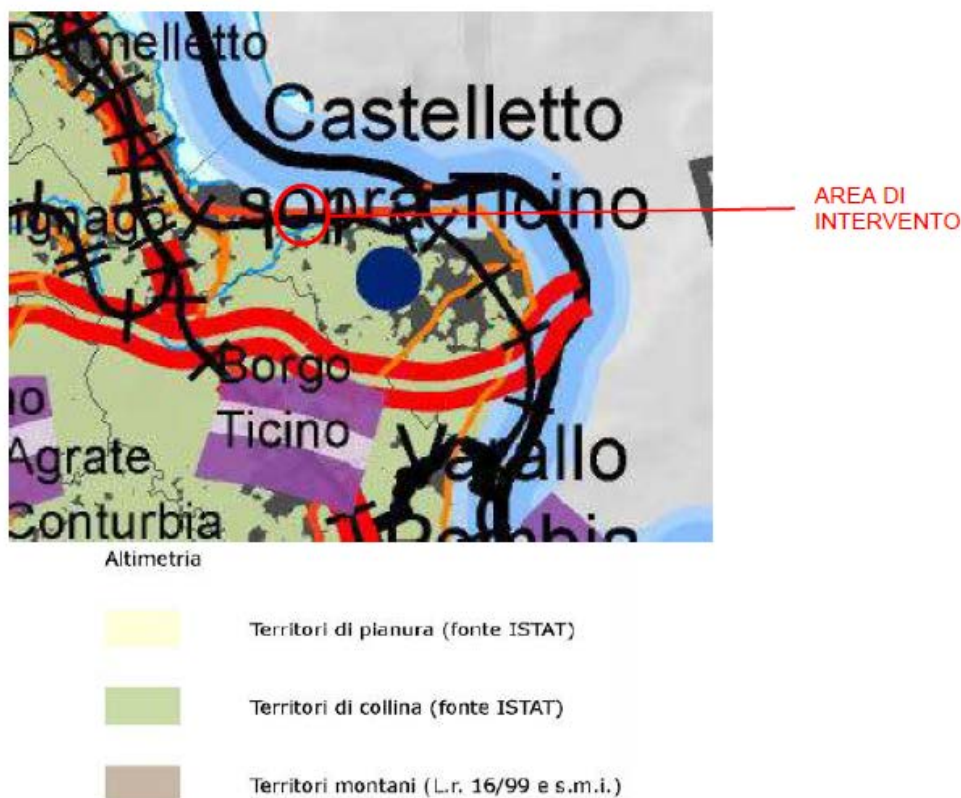 Dormelletto
Castelletto
sopra Ticino
AREA DI
INTERVENTO
Borgo
Ticino
Varallo
Agrate
Conturbia
Altimetria
Territori di pianura (fonte ISTAT)
Territori di collina (fonte ISTAT)
Territori montani (L.r. 16/99 e s.m.i.)